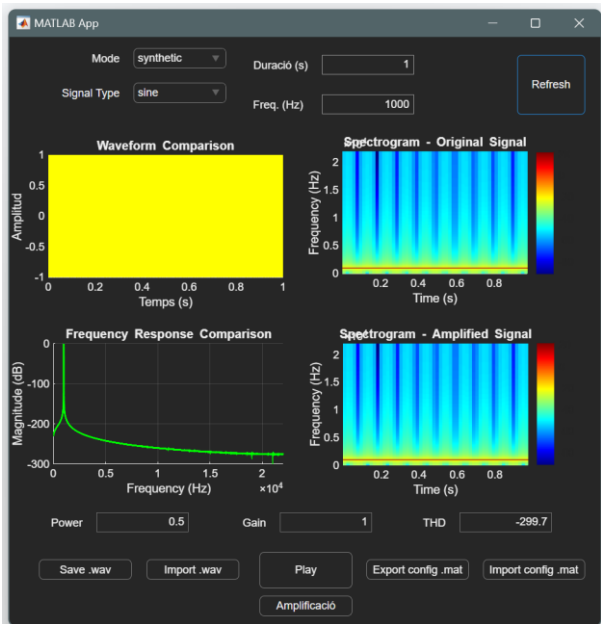 MATLAB App
Mode synthetic Duració (s) 1 Refresh
Signal Type sine Freq. (Hz) 1000
Waveform Comparison
1
0.5
0
-0.5
-1
Amplitud
0 0.2 0.4 0.6 0.8 1
Temps (s)
Spectrogram - Original Signal
2
1.5
1
0.5
0
Frequency (Hz)
0.2 0.4 0.6 0.8
Time (s)
Frequency Response Comparison
0
-100
-200
-300
Magnitude (dB)
0 0.5 1 1.5 2
Frequency (Hz) ×10⁴
Spectrogram - Amplified Signal
2
1.5
1
0.5
0
Frequency (Hz)
0.2 0.4 0.6 0.8
Time (s)
Power 0.5 Gain 1 THD -299.7
Save .wav Import .wav Play Export config .mat Import config .mat
Amplificació